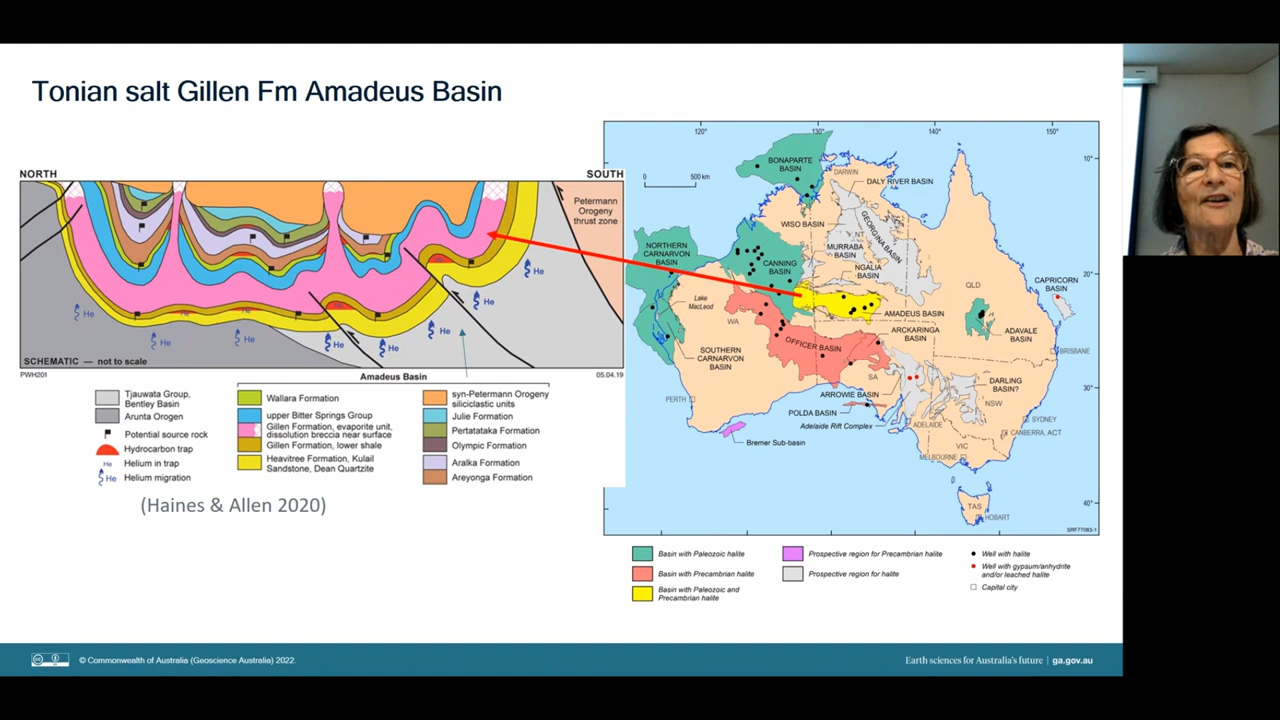 Tonian salt Gillen Fm Amadeus Basin
NORTH
SOUTH
Petermann
Orogeny
thrust zone
He
He
He
He
He
He
He
He
SCHEMATIC — not to scale
PWH201
05.04.19
Amadeus Basin
Tjauwata Group,
Bentley Basin
Arunta Orogen
Potential source rock
Hydrocarbon trap
He
Helium in trap
He
Helium migration
Wallara Formation
upper Bitter Springs Group
Gillen Formation, evaporite unit,
dissolution breccia near surface
Gillen Formation, lower shale
Heavitree Formation, Kulail
Sandstone, Dean Quartzite
syn-Petermann Orogeny
siliciclastic units
Julie Formation
Pertatataka Formation
Olympic Formation
Aralka Formation
Areyonga Formation
(Haines & Allen 2020)
120°
130°
140°
150°
10°
20°
30°
40°
0
500 km
BONAPARTE
BASIN
DARWIN
DALY RIVER BASIN
WISO BASIN
GEORGINA BASIN
NT
NORTHERN
CARNARVON
BASIN
CANNING
BASIN
MURRABA
BASIN
NGALIA
BASIN
QLD
CAPRICORN
BASIN
Lake
MacLeod
WA
AMADEUS BASIN
ARCKARINGA
BASIN
ADAVALE
BASIN
BRISBANE
SOUTHERN
CARNARVON
BASIN
OFFICER BASIN
SA
DARLING
BASIN?
NSW
ARROWIE BASIN
PERTH
POLDA BASIN
Adelaide Rift Complex
ADELAIDE
SYDNEY
CANBERRA, ACT
Bremer Sub-basin
VIC
MELBOURNE
TAS
HOBART
SRF77083-1
Basin with Paleozoic halite
Basin with Precambrian halite
Basin with Paleozoic and
Precambrian halite
Prospective region for Precambrian halite
Prospective region for halite
Well with halite
Well with gypsum/anhydrite
and/or leached halite
Capital city
© Commonwealth of Australia (Geoscience Australia) 2022.
Earth sciences for Australia's future | ga.gov.au